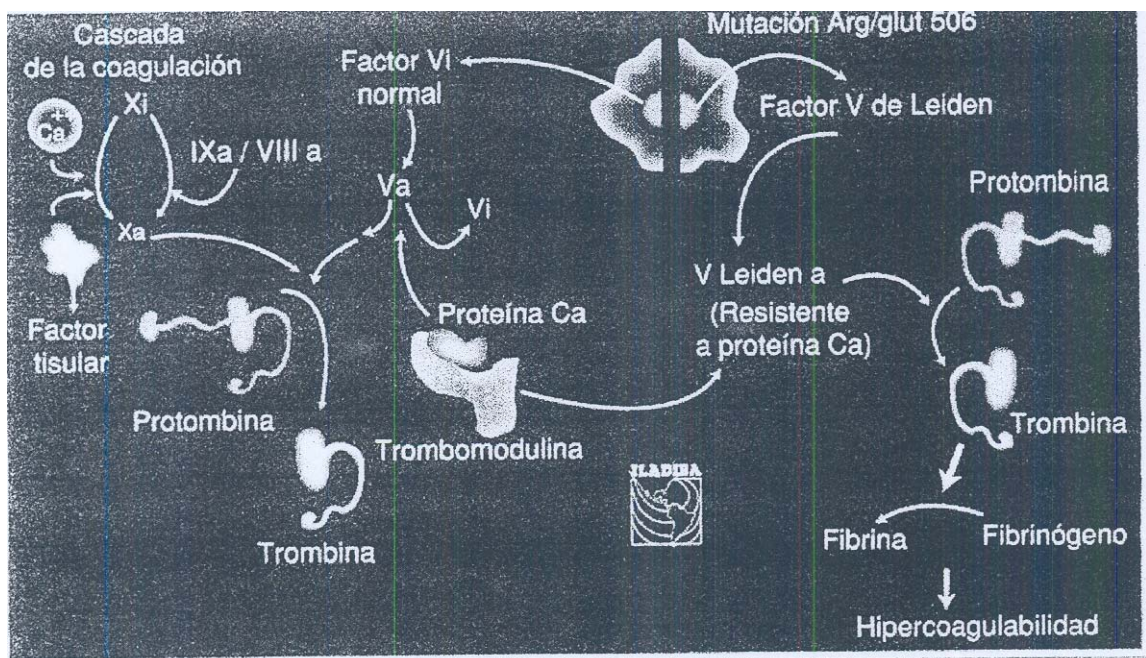 Cascada
de la coagulación
Ca
+
Xi
IXa / VIII a
Xa
Factor
tisular
Factor Vi
normal
Va
Vi
Proteína Ca
Trombomodulina
Protombina
Trombina
Mutación Arg/glut 506
Factor V de Leiden
V Leiden a
(Resistente
a proteína Ca)
Protombina
Trombina
Fibrina
Fibrinógeno
Hipercoagulabilidad